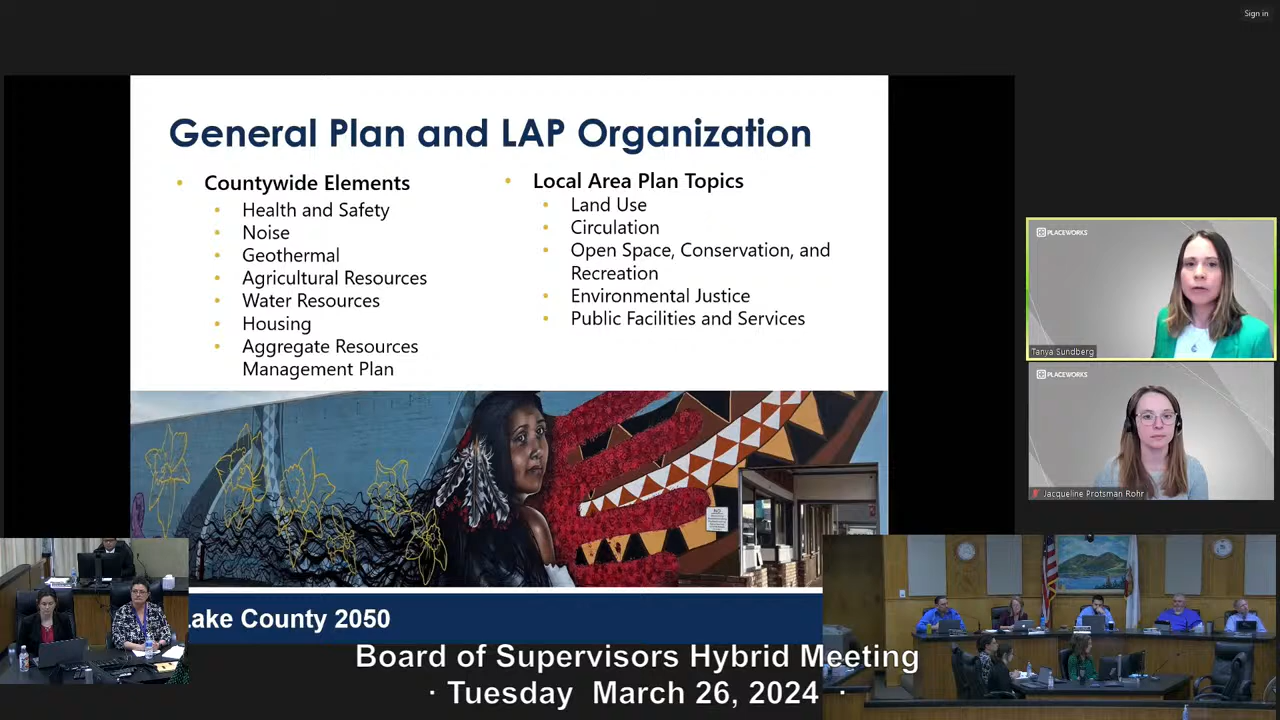 Sign in
General Plan and LAP Organization
• Countywide Elements
• Health and Safety
• Noise
• Geothermal
• Agricultural Resources
• Water Resources
• Housing
• Aggregate Resources
Management Plan
• Local Area Plan Topics
• Land Use
• Circulation
• Open Space, Conservation, and
Recreation
• Environmental Justice
• Public Facilities and Services
PLACEWORKS
Tanya Sundberg
PLACEWORKS
Jacqueline Protsman Rohr
Lake County 2050
Board of Supervisors Hybrid Meeting
· Tuesday March 26, 2024 ·